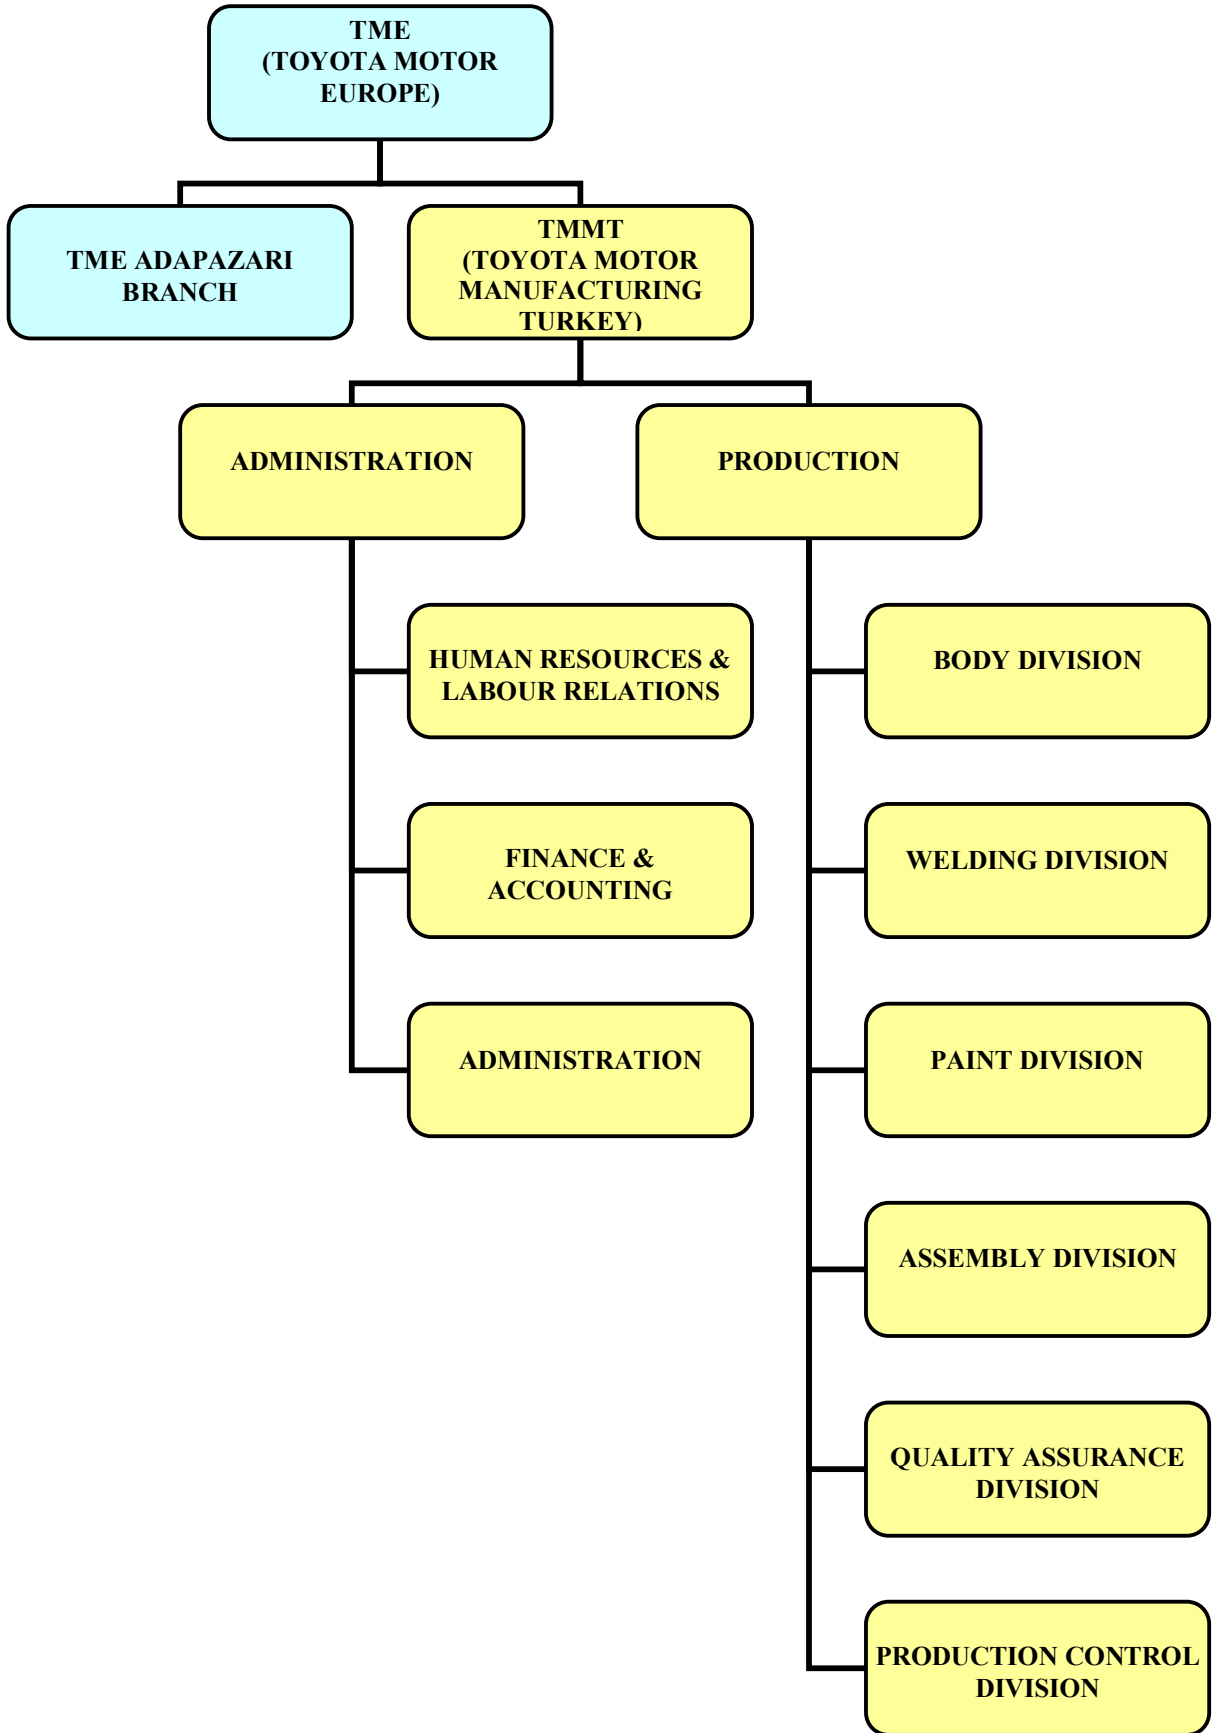 TME
(TOYOTA MOTOR
EUROPE)
TME ADAPAZARI
BRANCH
TMMT
(TOYOTA MOTOR
MANUFACTURING
TURKEY)
ADMINISTRATION
PRODUCTION
HUMAN RESOURCES &
LABOUR RELATIONS
BODY DIVISION
FINANCE &
ACCOUNTING
WELDING DIVISION
ADMINISTRATION
PAINT DIVISION
ASSEMBLY DIVISION
QUALITY ASSURANCE
DIVISION
PRODUCTION CONTROL
DIVISION